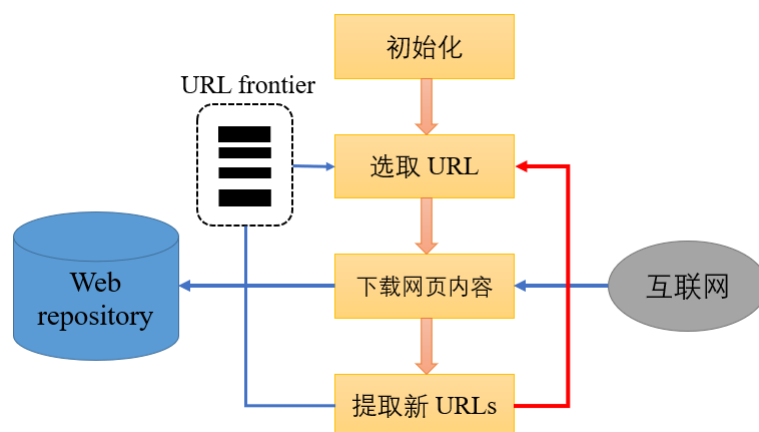 初始化
URL frontier
选取 URL
Web
repository
下载网页内容
互联网
提取新 URLs